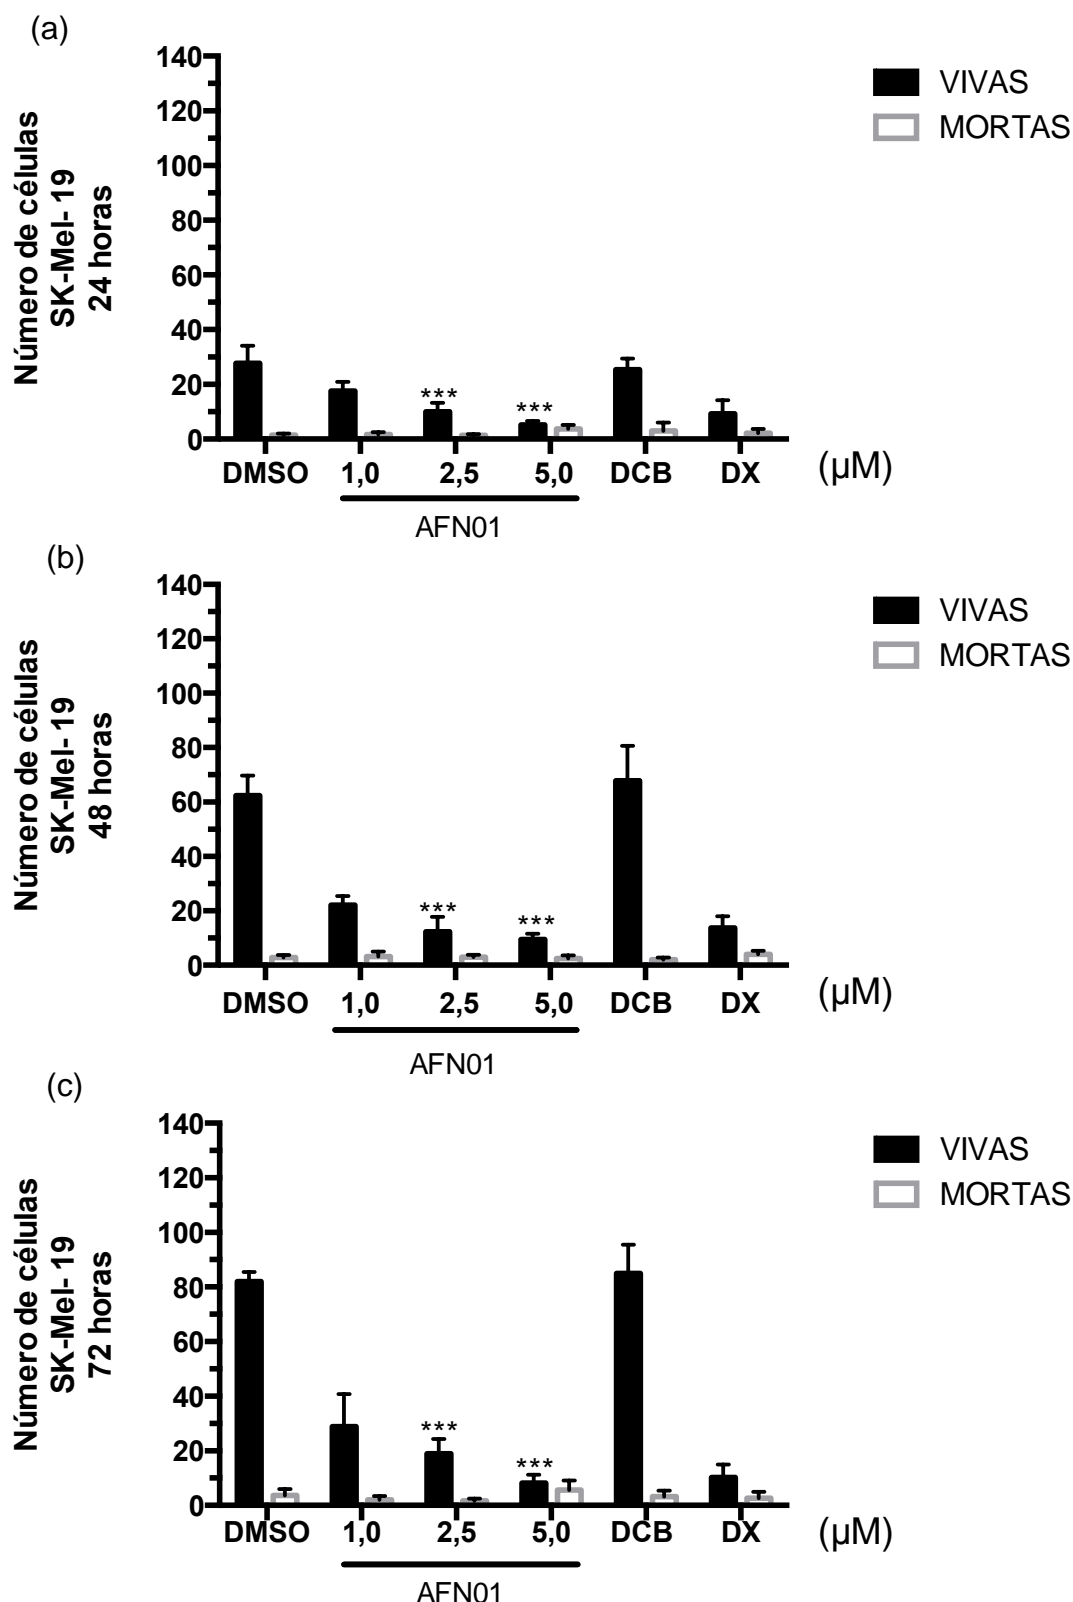 (a)
Número de células
SK-Mel- 19
24 horas
140
120
100
80
60
40
20
0
VIVAS
MORTAS
*** ***
DMSO 1,0 2,5 5,0 DCB DX (µM)
AFN01
(b)
Número de células
SK-Mel- 19
48 horas
140
120
100
80
60
40
20
0
VIVAS
MORTAS
*** ***
DMSO 1,0 2,5 5,0 DCB DX (µM)
AFN01
(c)
Número de células
SK-Mel- 19
72 horas
140
120
100
80
60
40
20
0
VIVAS
MORTAS
*** ***
DMSO 1,0 2,5 5,0 DCB DX (µM)
AFN01